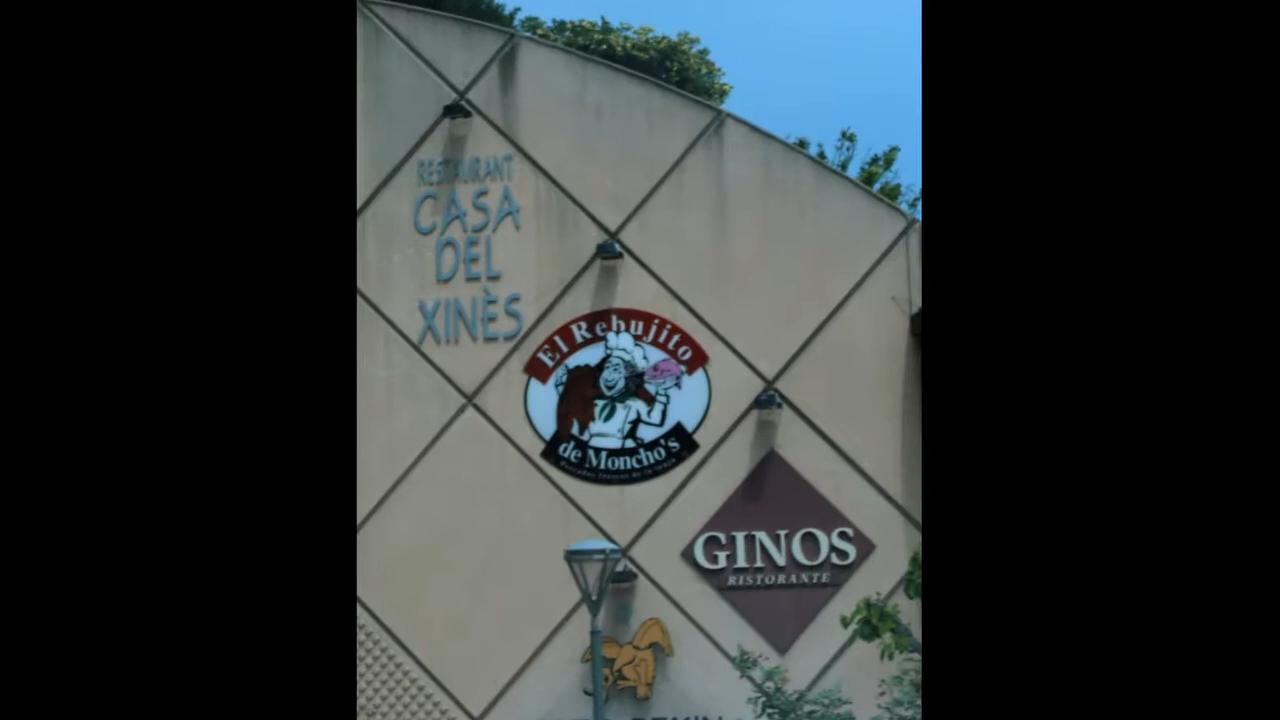 RESTAURANT
CASA
DEL
XINÈS
El Rebujito
de Moncho's
GINOS
RISTORANTE